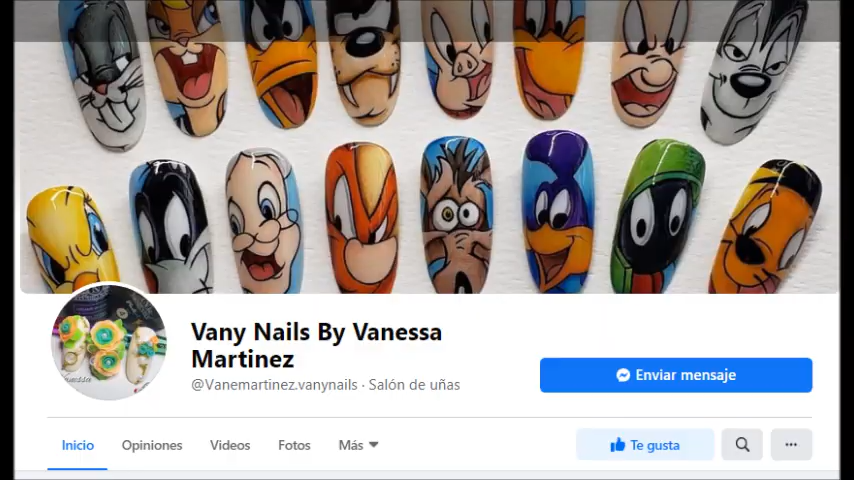 Vany Nails By Vanessa
Martinez
@Vanemartinez.vanynails · Salón de uñas
Enviar mensaje
Inicio
Opiniones
Videos
Fotos
Más
Te gusta